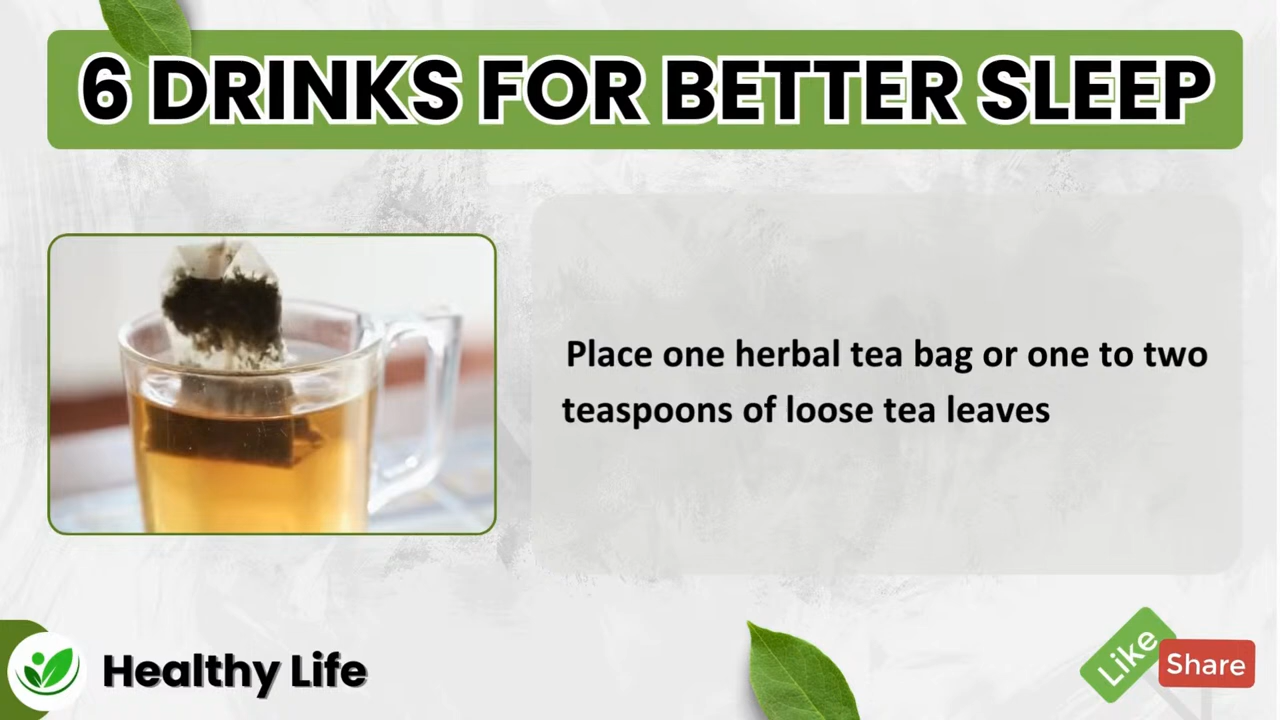 6 DRINKS FOR BETTER SLEEP
Place one herbal tea bag or one to two
teaspoons of loose tea leaves
Healthy Life
Like
Share